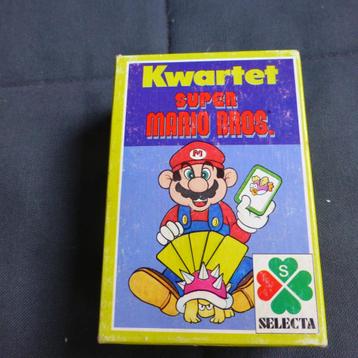 Kwartet
SUPER
MARIO BROS.
M
S
SELECTA